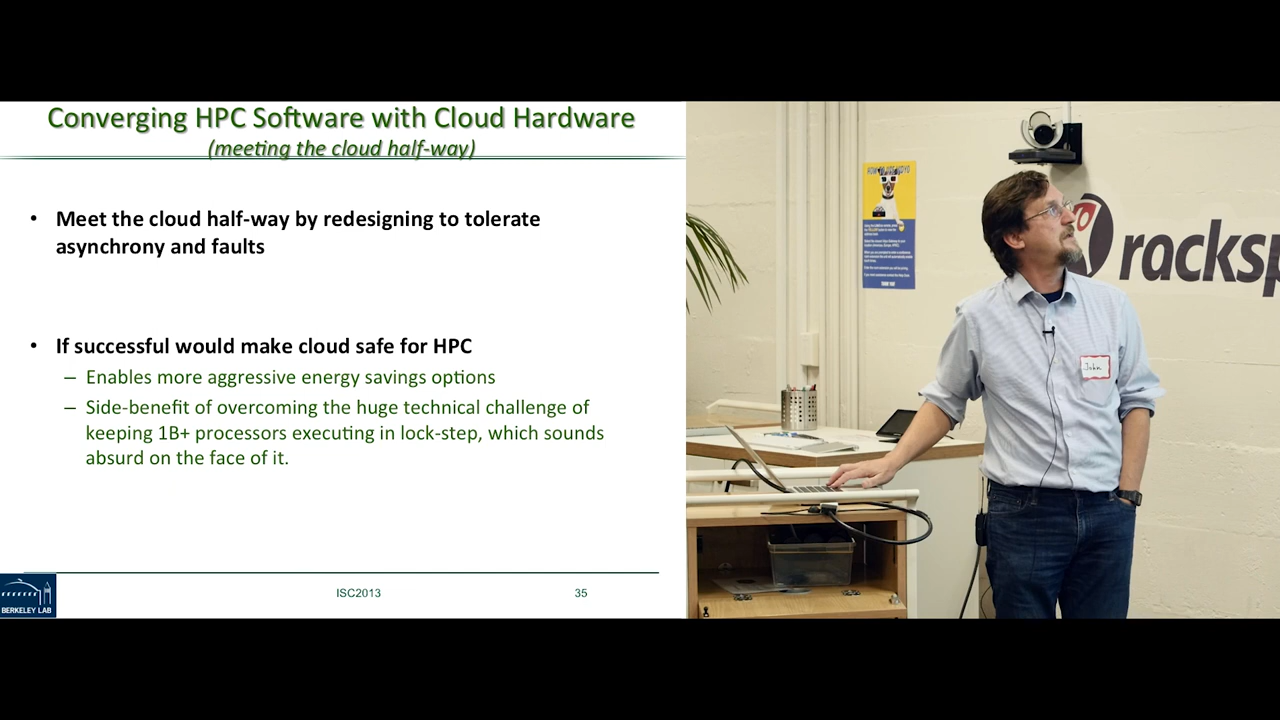 Converging HPC Software with Cloud Hardware
(meeting the cloud half-way)
• Meet the cloud half-way by redesigning to tolerate
asynchrony and faults
• If successful would make cloud safe for HPC
– Enables more aggressive energy savings options
– Side-benefit of overcoming the huge technical challenge of
keeping 1B+ processors executing in lock-step, which sounds
absurd on the face of it.
BERKELEY LAB
ISC2013
35
John
racksp